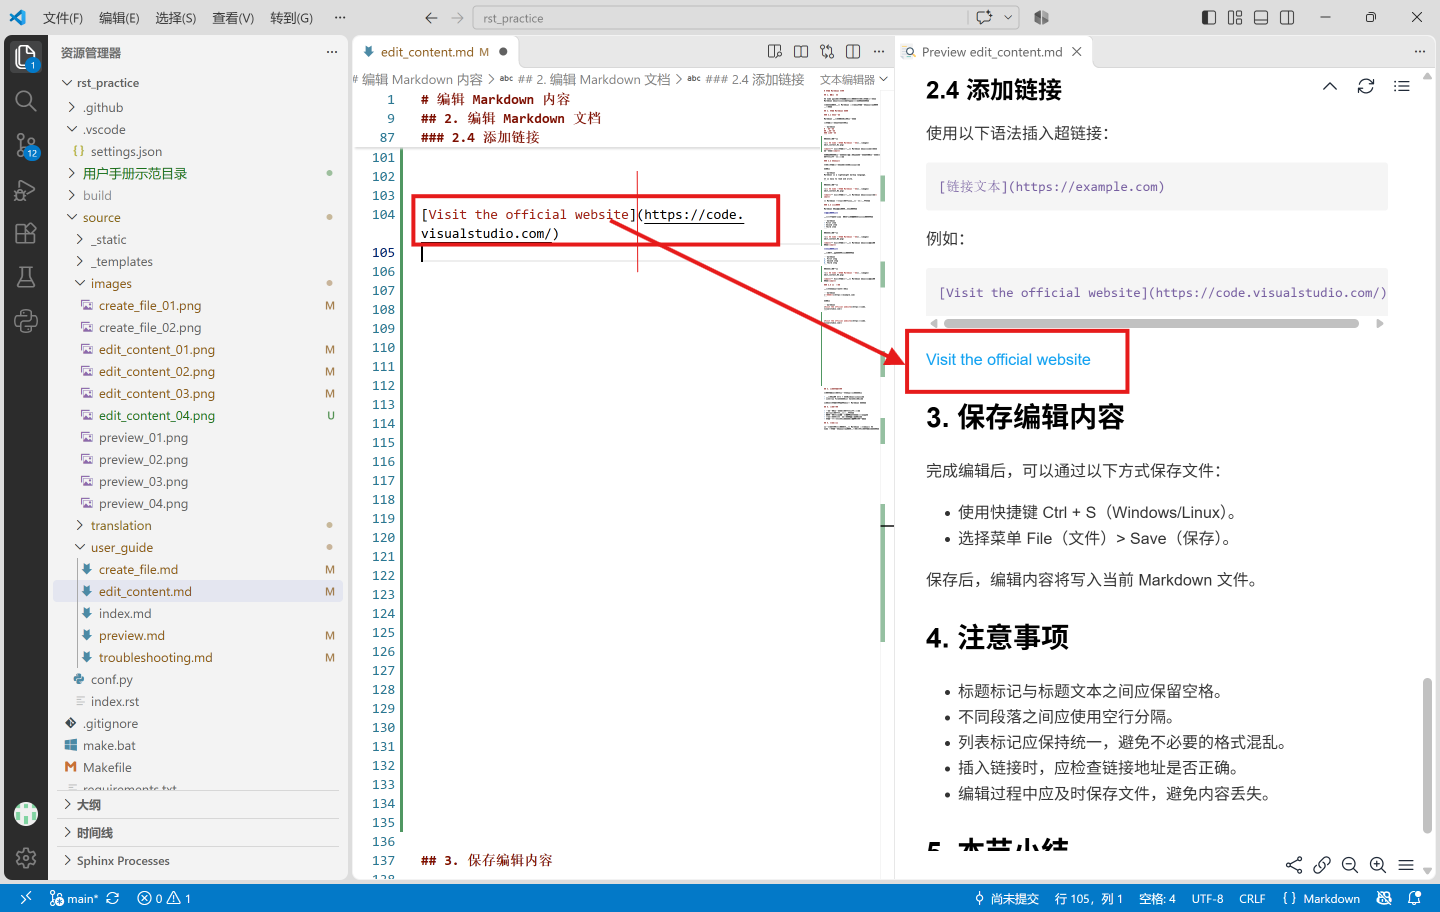 文件(F) 编辑(E) 选择(S) 查看(V) 转到(G) ···
rst_practice
资源管理器
rst_practice
.github
.vscode
settings.json
用户手册示范目录
build
source
_static
_templates
images
create_file_01.png M
create_file_02.png
edit_content_01.png M
edit_content_02.png M
edit_content_03.png M
edit_content_04.png U
preview_01.png
preview_02.png
preview_03.png
preview_04.png
translation
user_guide
create_file.md M
edit_content.md M
index.md
preview.md M
troubleshooting.md M
conf.py
index.rst
.gitignore
make.bat
Makefile
requirements.txt
大纲
时间线
Sphinx Processes
1
12
edit_content.md M
# 编辑 Markdown 内容 > ## 2. 编辑 Markdown 文档 > ### 2.4 添加链接 文本编辑器
1 # 编辑 Markdown 内容
9 ## 2. 编辑 Markdown 文档
87 ### 2.4 添加链接
101
102
103
104 [Visit the official website](https://code.
visualstudio.com/)
105
106
107
108
109
110
111
112
113
114
115
116
117
118
119
120
121
122
123
124
125
126
127
128
129
130
131
132
133
134
135
136
137 ## 3. 保存编辑内容
138
Preview edit_content.md
2.4 添加链接
使用以下语法插入超链接：
[链接文本](https://example.com)
例如：
[Visit the official website](https://code.visualstudio.com/)
Visit the official website
3. 保存编辑内容
完成编辑后，可以通过以下方式保存文件：
• 使用快捷键 Ctrl + S（Windows/Linux）。
• 选择菜单 File（文件）> Save（保存）。
保存后，编辑内容将写入当前 Markdown 文件。
4. 注意事项
• 标题标记与标题文本之间应保留空格。
• 不同段落之间应使用空行分隔。
• 列表标记应保持统一，避免不必要的格式混乱。
• 插入链接时，应检查链接地址是否正确。
• 编辑过程中应及时保存文件，避免内容丢失。
5. 本节小结
main* 0 1 尚未提交 行 105，列 1 空格: 4 UTF-8 CRLF { } Markdown